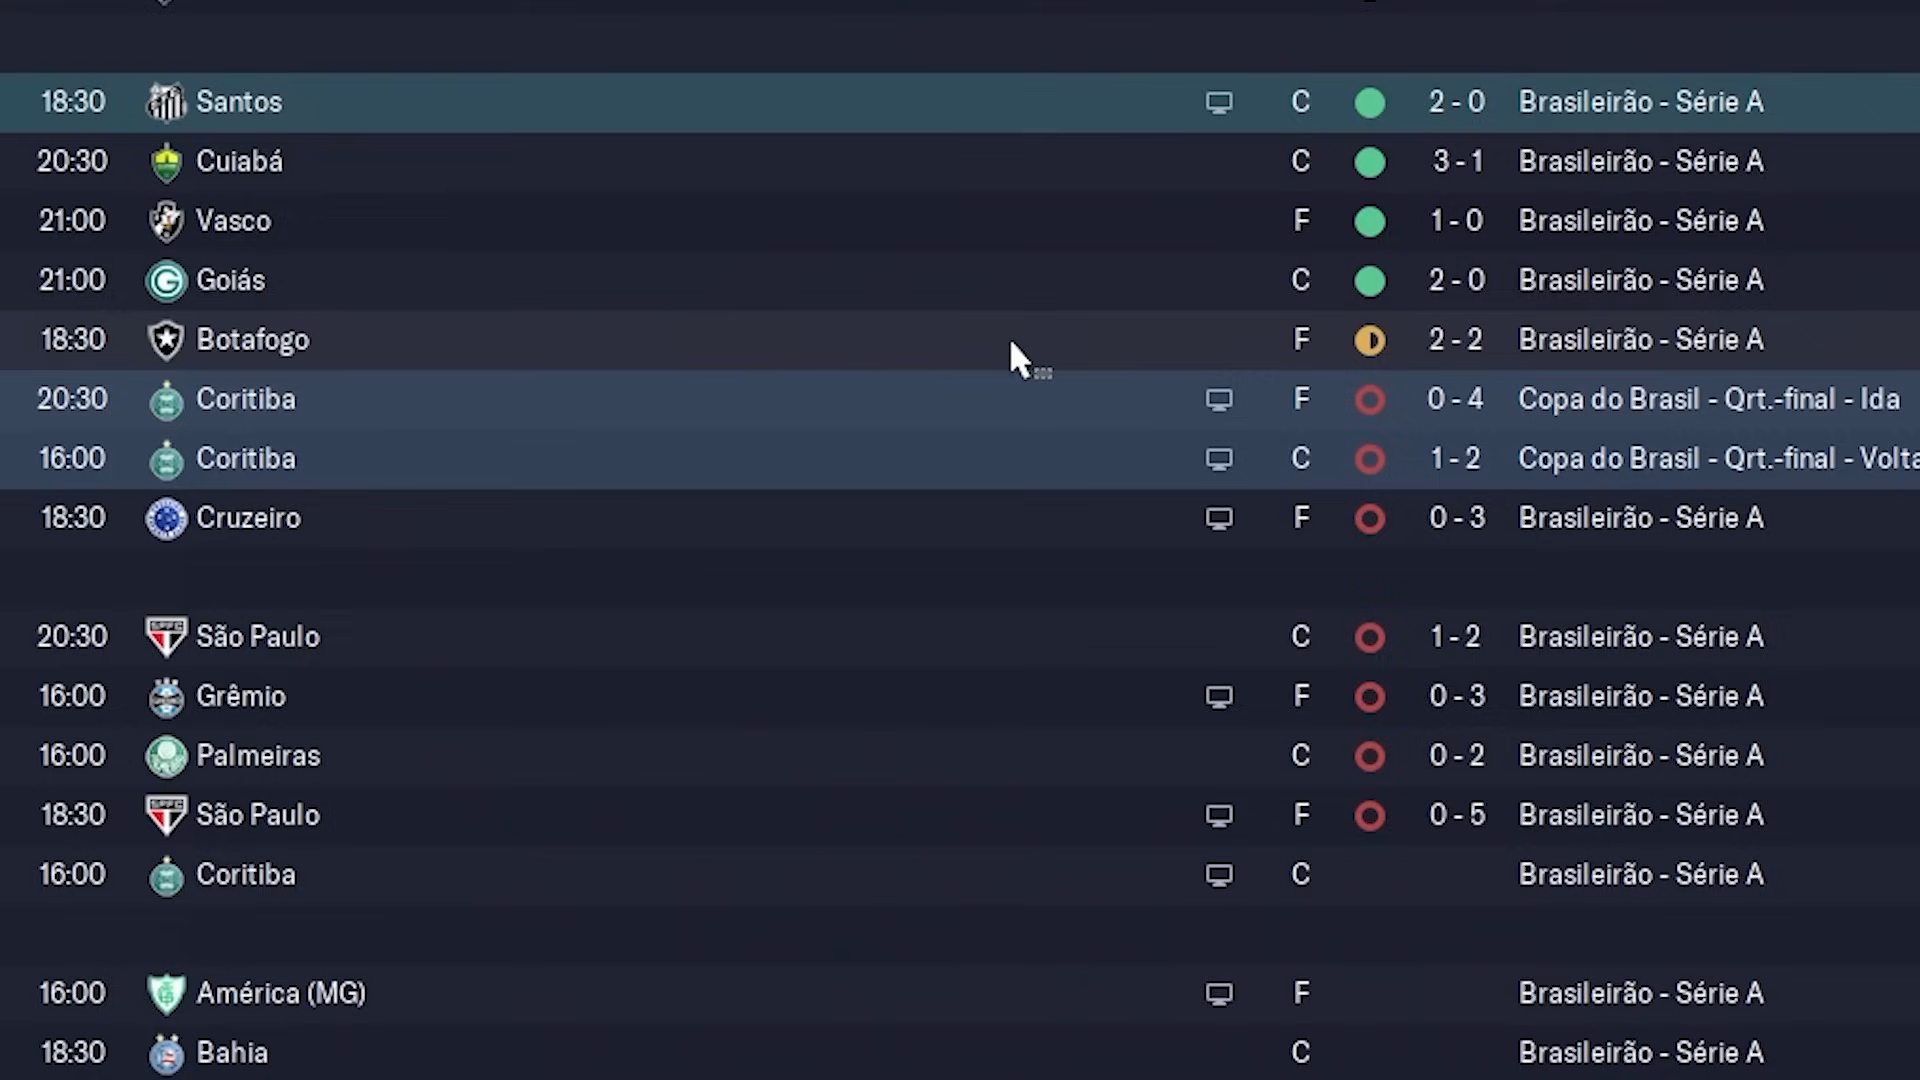 18:30 Santos C 2 - 0 Brasileirão - Série A
20:30 Cuiabá C 3 - 1 Brasileirão - Série A
21:00 Vasco F 1 - 0 Brasileirão - Série A
21:00 Goiás C 2 - 0 Brasileirão - Série A
18:30 Botafogo F 2 - 2 Brasileirão - Série A
20:30 Coritiba F 0 - 4 Copa do Brasil - Qrt.-final - Ida
16:00 Coritiba C 1 - 2 Copa do Brasil - Qrt.-final - Volta
18:30 Cruzeiro F 0 - 3 Brasileirão - Série A
20:30 São Paulo C 1 - 2 Brasileirão - Série A
16:00 Grêmio F 0 - 3 Brasileirão - Série A
16:00 Palmeiras C 0 - 2 Brasileirão - Série A
18:30 São Paulo F 0 - 5 Brasileirão - Série A
16:00 Coritiba C Brasileirão - Série A
16:00 América (MG) F Brasileirão - Série A
18:30 Bahia C Brasileirão - Série A